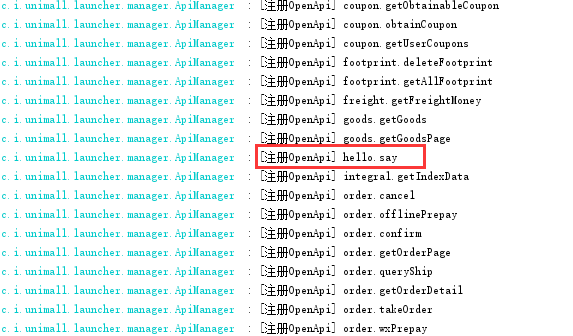 c.i.unimall.launcher.manager.ApiManager : [注册OpenApi] coupon.getObtainableCoupon
c.i.unimall.launcher.manager.ApiManager : [注册OpenApi] coupon.obtainCoupon
c.i.unimall.launcher.manager.ApiManager : [注册OpenApi] coupon.getUserCoupons
c.i.unimall.launcher.manager.ApiManager : [注册OpenApi] footprint.deleteFootprint
c.i.unimall.launcher.manager.ApiManager : [注册OpenApi] footprint.getAllFootprint
c.i.unimall.launcher.manager.ApiManager : [注册OpenApi] freight.getFreightMoney
c.i.unimall.launcher.manager.ApiManager : [注册OpenApi] goods.getGoods
c.i.unimall.launcher.manager.ApiManager : [注册OpenApi] goods.getGoodsPage
c.i.unimall.launcher.manager.ApiManager : [注册OpenApi] hello.say
c.i.unimall.launcher.manager.ApiManager : [注册OpenApi] integral.getIndexData
c.i.unimall.launcher.manager.ApiManager : [注册OpenApi] order.cancel
c.i.unimall.launcher.manager.ApiManager : [注册OpenApi] order.offlinePrepay
c.i.unimall.launcher.manager.ApiManager : [注册OpenApi] order.confirm
c.i.unimall.launcher.manager.ApiManager : [注册OpenApi] order.getOrderPage
c.i.unimall.launcher.manager.ApiManager : [注册OpenApi] order.queryShip
c.i.unimall.launcher.manager.ApiManager : [注册OpenApi] order.getOrderDetail
c.i.unimall.launcher.manager.ApiManager : [注册OpenApi] order.takeOrder
c.i.unimall.launcher.manager.ApiManager : [注册OpenApi] order.wxPrepay